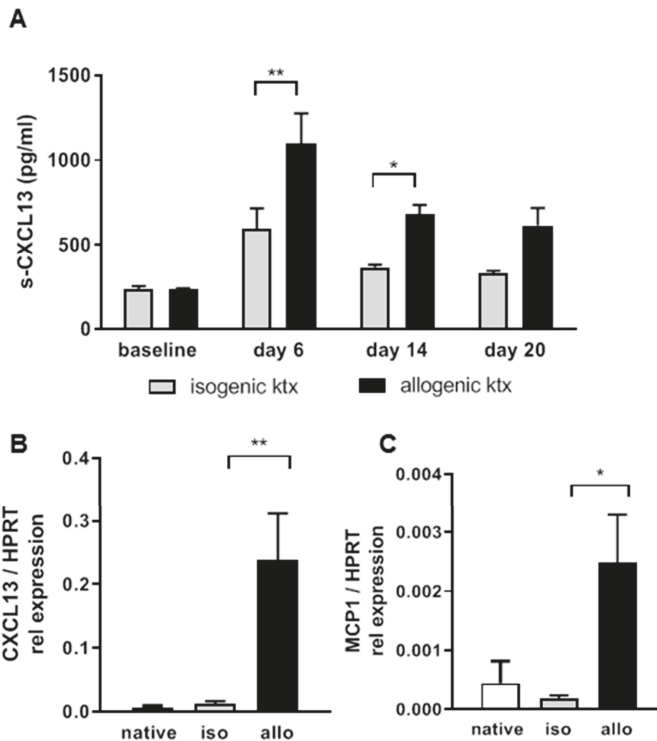 A
s-CXCL13 (pg/ml)
1500
1000
500
0
**
*
baseline day 6 day 14 day 20
isogenic ktx allogenic ktx
B
CXCL13 / HPRT
rel expression
0.4
0.3
0.2
0.1
0.0
**
native iso allo
C
MCP1 / HPRT
rel expression
0.004
0.003
0.002
0.001
0.000
*
native iso allo